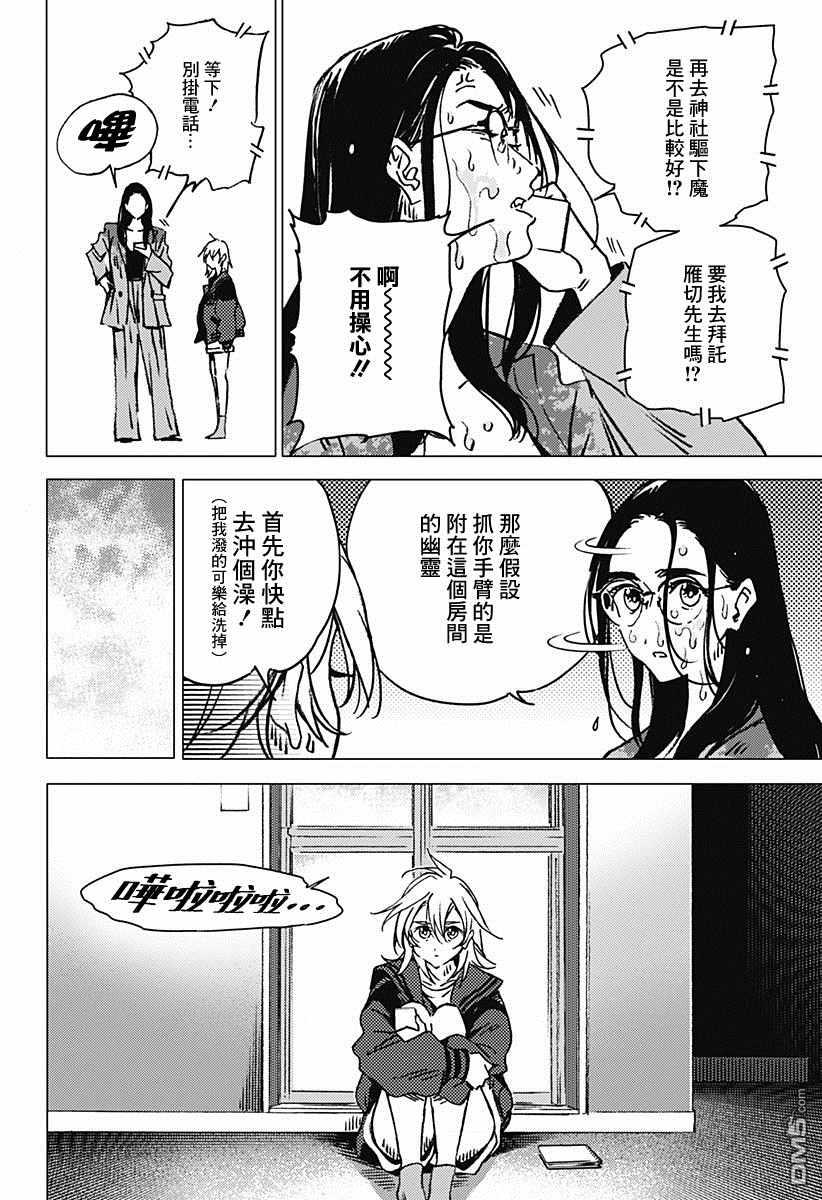 再去神社驅下魔
是不是比較好!?
要我去拜託
雁切先生嗎!?
啊~~~~~
不用操心!!
等下！
別掛電話…
嗶
那麼假設
抓你手臂的是
附在這個房間
的幽靈
首先你快點
去沖個澡！
（把我潑的可樂給洗掉）
嘩啦啦啦…
DM5.com